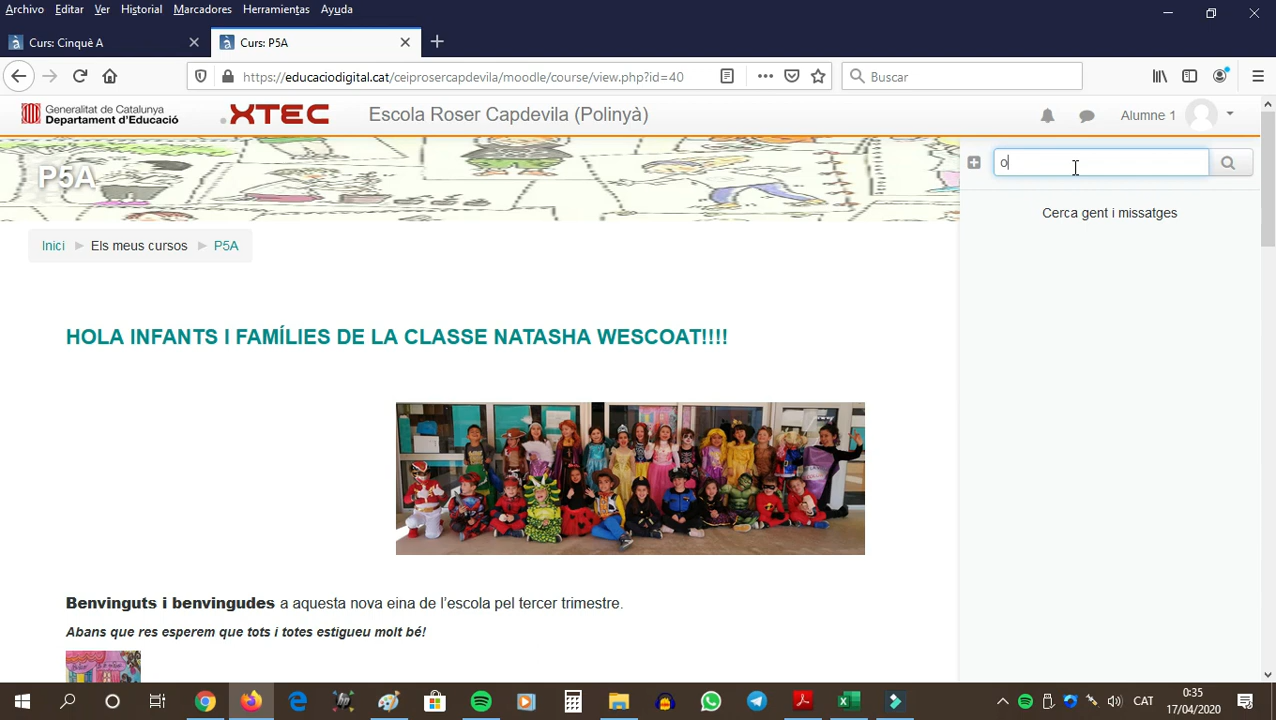 Archivo Editar Ver Historial Marcadores Herramientas Ayuda
Curs: Cinquè A
Curs: P5A
https://educaciodigital.cat/ceiprosercapdevila/moodle/course/view.php?id=40
Buscar
Generalitat de Catalunya
Departament d'Educació
XTEC
Escola Roser Capdevila (Polinyà)
Alumne 1
P5A
o
Cerca gent i missatges
Inici Els meus cursos P5A
HOLA INFANTS I FAMÍLIES DE LA CLASSE NATASHA WESCOAT!!!!
Benvinguts i benvingudes a aquesta nova eina de l'escola pel tercer trimestre.
Abans que res esperem que tots i totes estigueu molt bé!
CAT
0:35
17/04/2020